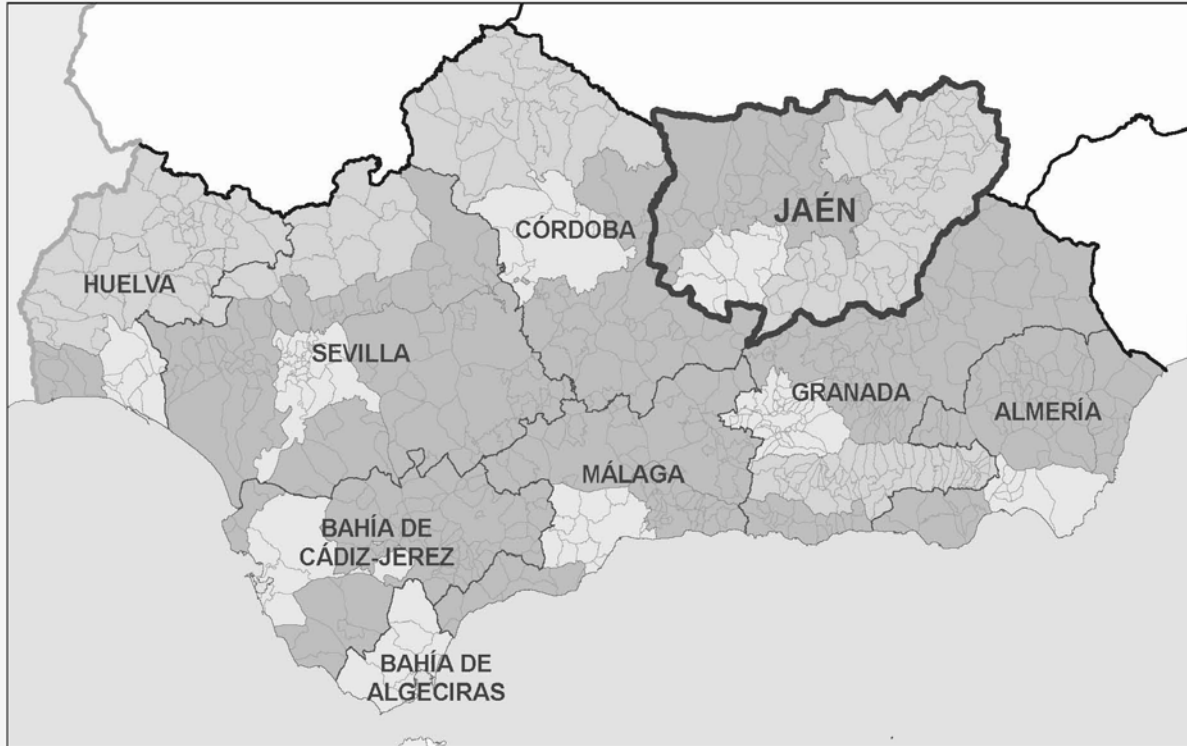 JAÉN
CÓRDOBA
HUELVA
SEVILLA
GRANADA
ALMERÍA
MÁLAGA
BAHÍA DE
CÁDIZ-JEREZ
BAHÍA DE
ALGECIRAS